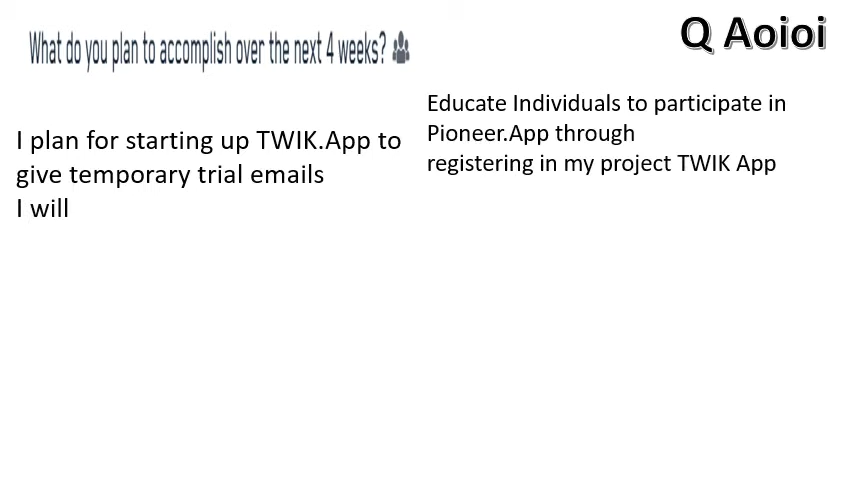 What do you plan to accomplish over the next 4 weeks?
Q Aoioi
I plan for starting up TWIK.App to
give temporary trial emails
I will
Educate Individuals to participate in
Pioneer.App through
registering in my project TWIK App